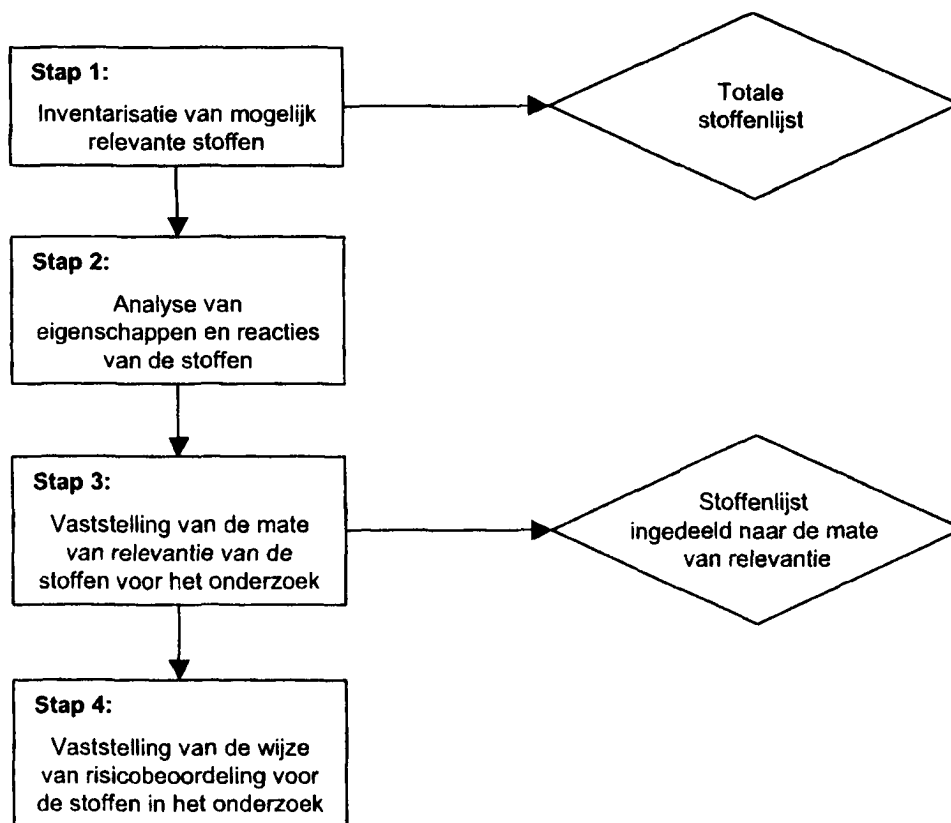 Stap 1:
Inventarisatie van mogelijk
relevante stoffen
Totale
stoffenlijst
Stap 2:
Analyse van
eigenschappen en reacties
van de stoffen
Stap 3:
Vaststelling van de mate
van relevantie van de
stoffen voor het onderzoek
Stoffenlijst
ingedeeld naar de mate
van relevantie
Stap 4:
Vaststelling van de wijze
van risicobeoordeling voor
de stoffen in het onderzoek